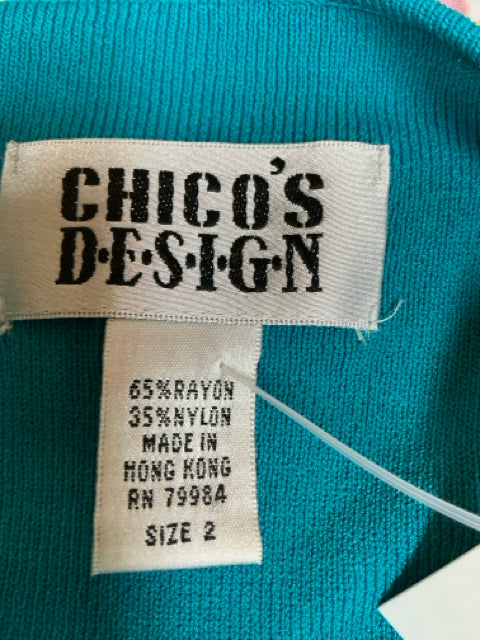 CHICO'S
D•E•S•I•G•N
65%RAYON
35%NYLON
MADE IN
HONG KONG
RN 79984
SIZE 2